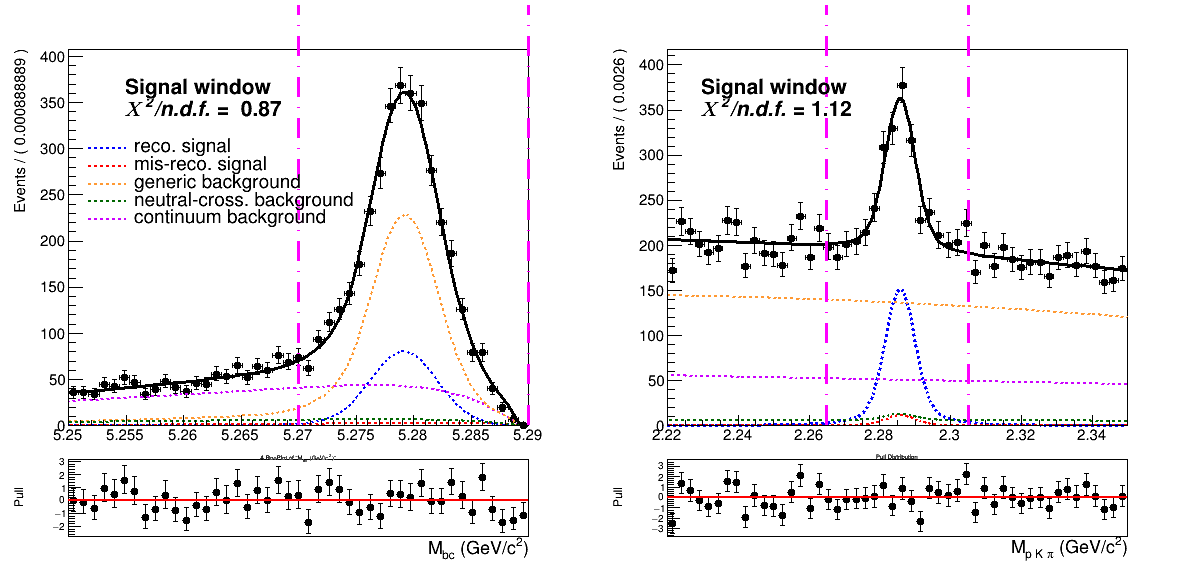 Events / ( 0.000888889 )
400
350
300
250
200
150
100
50
0
Signal window
X²/n.d.f. = 0.87
reco. signal
mis-reco. signal
generic background
neutral-cross. background
continuum background
5.25 5.255 5.26 5.265 5.27 5.275 5.28 5.285 5.29
Pull
3
2
1
0
−1
−2
M_bc (GeV/c²)
Events / ( 0.0026 )
400
350
300
250
200
150
100
50
0
Signal window
X²/n.d.f. = 1.12
2.22 2.24 2.26 2.28 2.3 2.32 2.34
Pull Distribution
Pull
3
2
1
0
−1
−2
−3
M_p K π (GeV/c²)